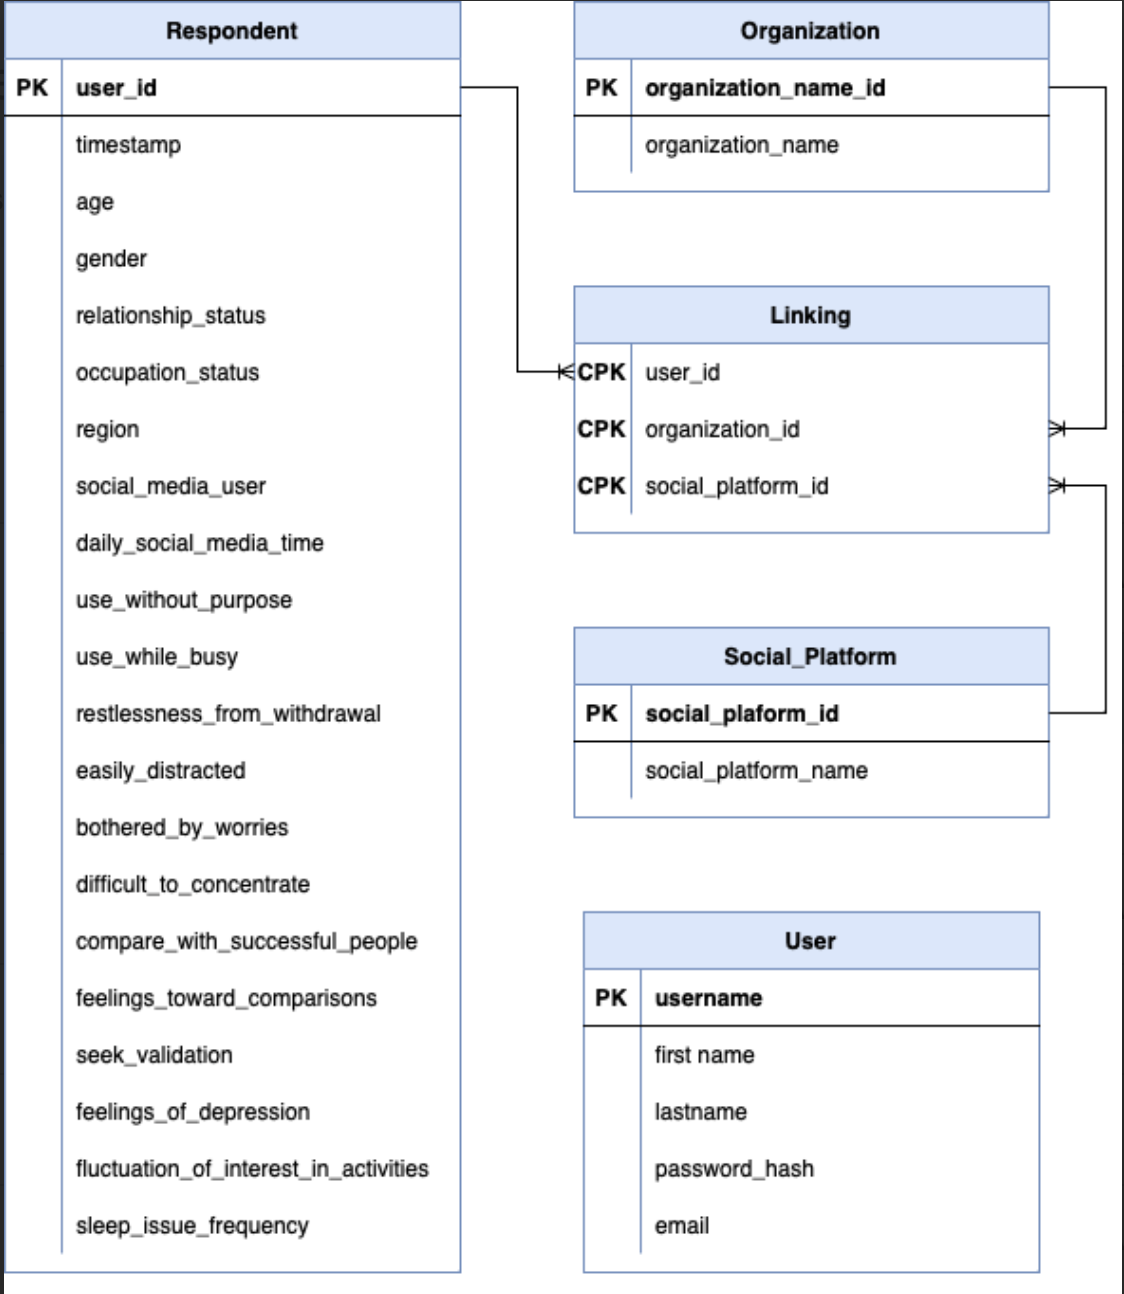 Respondent
PK user_id
timestamp
age
gender
relationship_status
occupation_status
region
social_media_user
daily_social_media_time
use_without_purpose
use_while_busy
restlessness_from_withdrawal
easily_distracted
bothered_by_worries
difficult_to_concentrate
compare_with_successful_people
feelings_toward_comparisons
seek_validation
feelings_of_depression
fluctuation_of_interest_in_activities
sleep_issue_frequency
Organization
PK organization_name_id
organization_name
Linking
CPK user_id
CPK organization_id
CPK social_platform_id
Social_Platform
PK social_plaform_id
social_platform_name
User
PK username
first name
lastname
password_hash
email